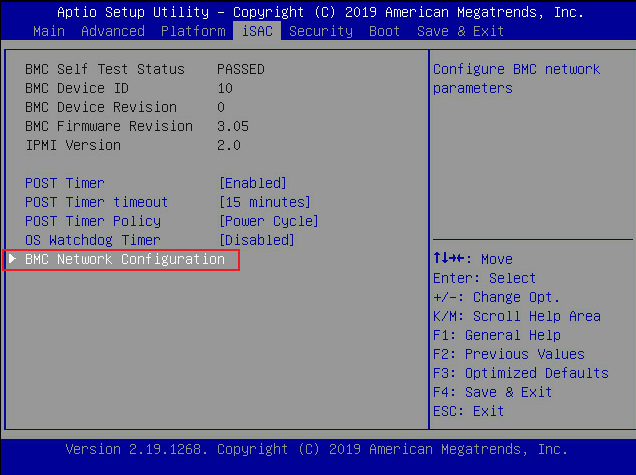 Aptio Setup Utility – Copyright (C) 2019 American Megatrends, Inc.
Main Advanced Platform iSAC Security Boot Save & Exit
BMC Self Test Status PASSED
BMC Device ID 10
BMC Device Revision 0
BMC Firmware Revision 3.05
IPMI Version 2.0
POST Timer [Enabled]
POST Timer timeout [15 minutes]
POST Timer Policy [Power Cycle]
OS Watchdog Timer [Disabled]
▶ BMC Network Configuration
Configure BMC network
parameters
↑↓→←: Move
Enter: Select
+/-: Change Opt.
K/M: Scroll Help Area
F1: General Help
F2: Previous Values
F3: Optimized Defaults
F4: Save & Exit
ESC: Exit
Version 2.19.1268. Copyright (C) 2019 American Megatrends, Inc.